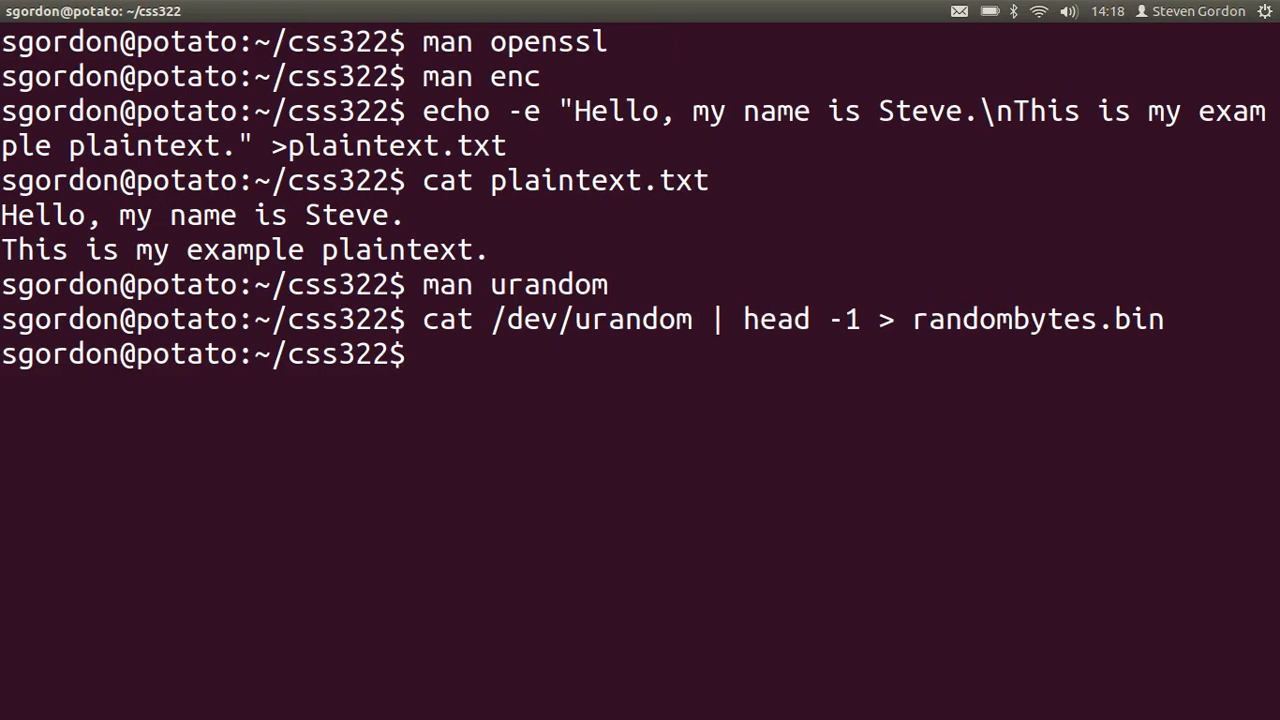 sgordon@potato: ~/css322 14:18 Steven Gordon
sgordon@potato:~/css322$ man openssl
sgordon@potato:~/css322$ man enc
sgordon@potato:~/css322$ echo -e "Hello, my name is Steve.\nThis is my exam
ple plaintext." >plaintext.txt
sgordon@potato:~/css322$ cat plaintext.txt
Hello, my name is Steve.
This is my example plaintext.
sgordon@potato:~/css322$ man urandom
sgordon@potato:~/css322$ cat /dev/urandom | head -1 > randombytes.bin
sgordon@potato:~/css322$